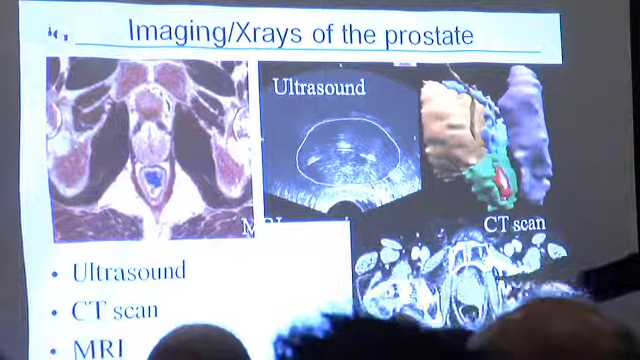 Imaging/Xrays of the prostate
Ultrasound
CT scan
• Ultrasound
• CT scan
• MRI